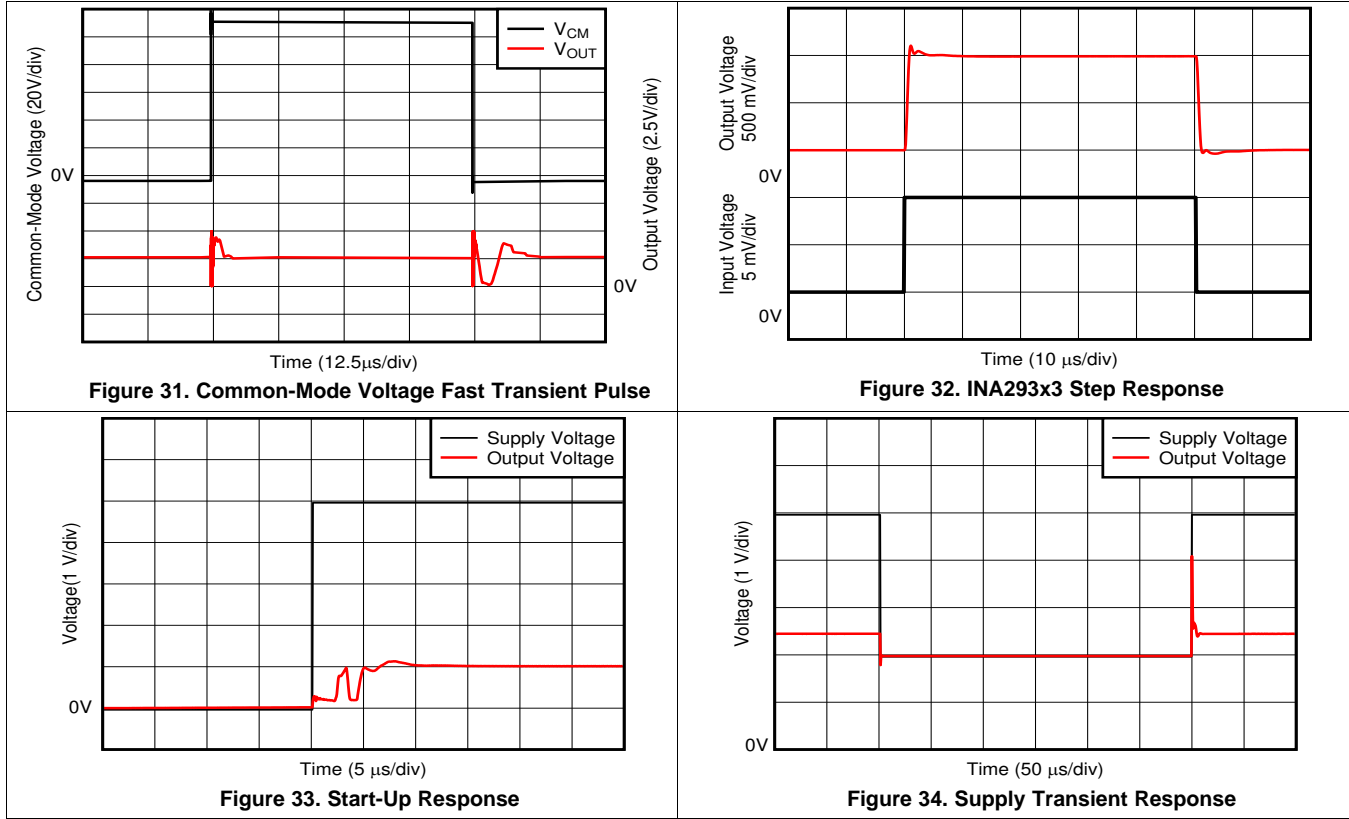 V_CM
V_OUT
Common-Mode Voltage (20V/div)
0V
Output Voltage (2.5V/div)
0V
Time (12.5µs/div)
Figure 31. Common-Mode Voltage Fast Transient Pulse
Output Voltage
500 mV/div
0V
Input Voltage
5 mV/div
0V
Time (10 µs/div)
Figure 32. INA293x3 Step Response
Supply Voltage
Output Voltage
Voltage(1 V/div)
0V
Time (5 µs/div)
Figure 33. Start-Up Response
Supply Voltage
Output Voltage
Voltage (1 V/div)
0V
Time (50 µs/div)
Figure 34. Supply Transient Response